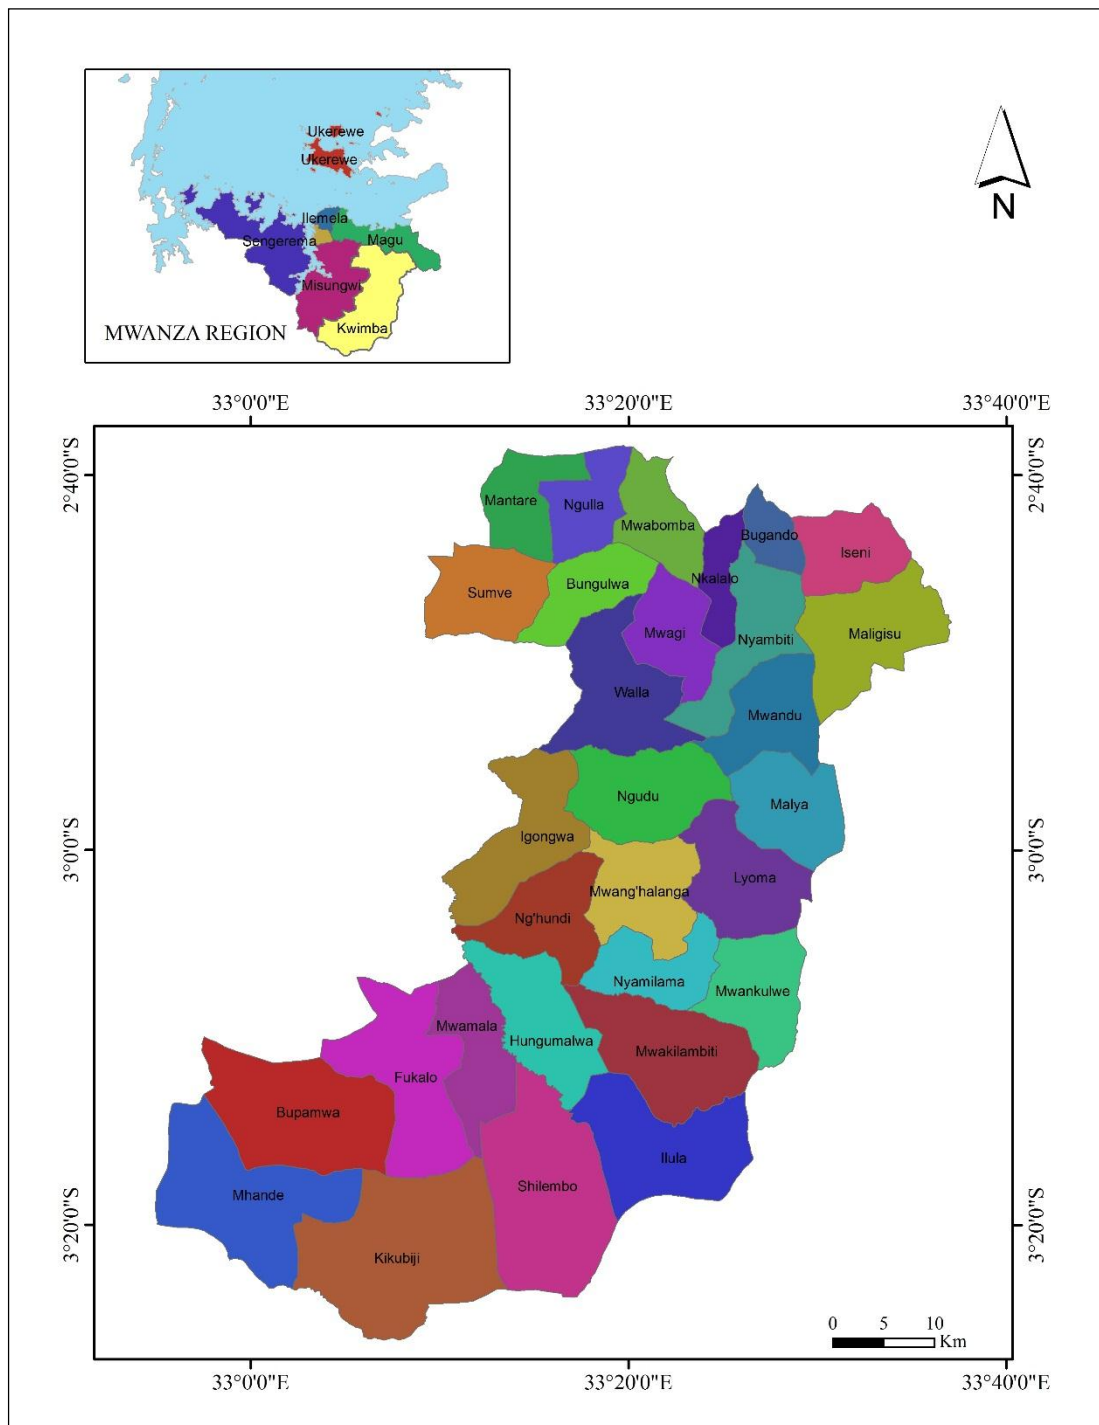 Ukerewe
Ukerewe
Ilemela
Sengerema
Magu
Misungwi
Kwimba
MWANZA REGION
N
33°0'0"E
33°20'0"E
33°40'0"E
2°40'0"S
2°40'0"S
3°0'0"S
3°0'0"S
3°20'0"S
3°20'0"S
Mantare
Ngulla
Mwabomba
Bugando
Iseni
Sumve
Bungulwa
Nkalalo
Mwagi
Nyambiti
Maligisu
Walla
Mwandu
Ngudu
Malya
Igongwa
Mwang'halanga
Lyoma
Ng'hundi
Nyamilama
Mwankulwe
Mwamala
Hungumalwa
Mwakilambiti
Fukalo
Bupamwa
Ilula
Mhande
Shilembo
Kikubiji
0 5 10
Km
33°0'0"E
33°20'0"E
33°40'0"E